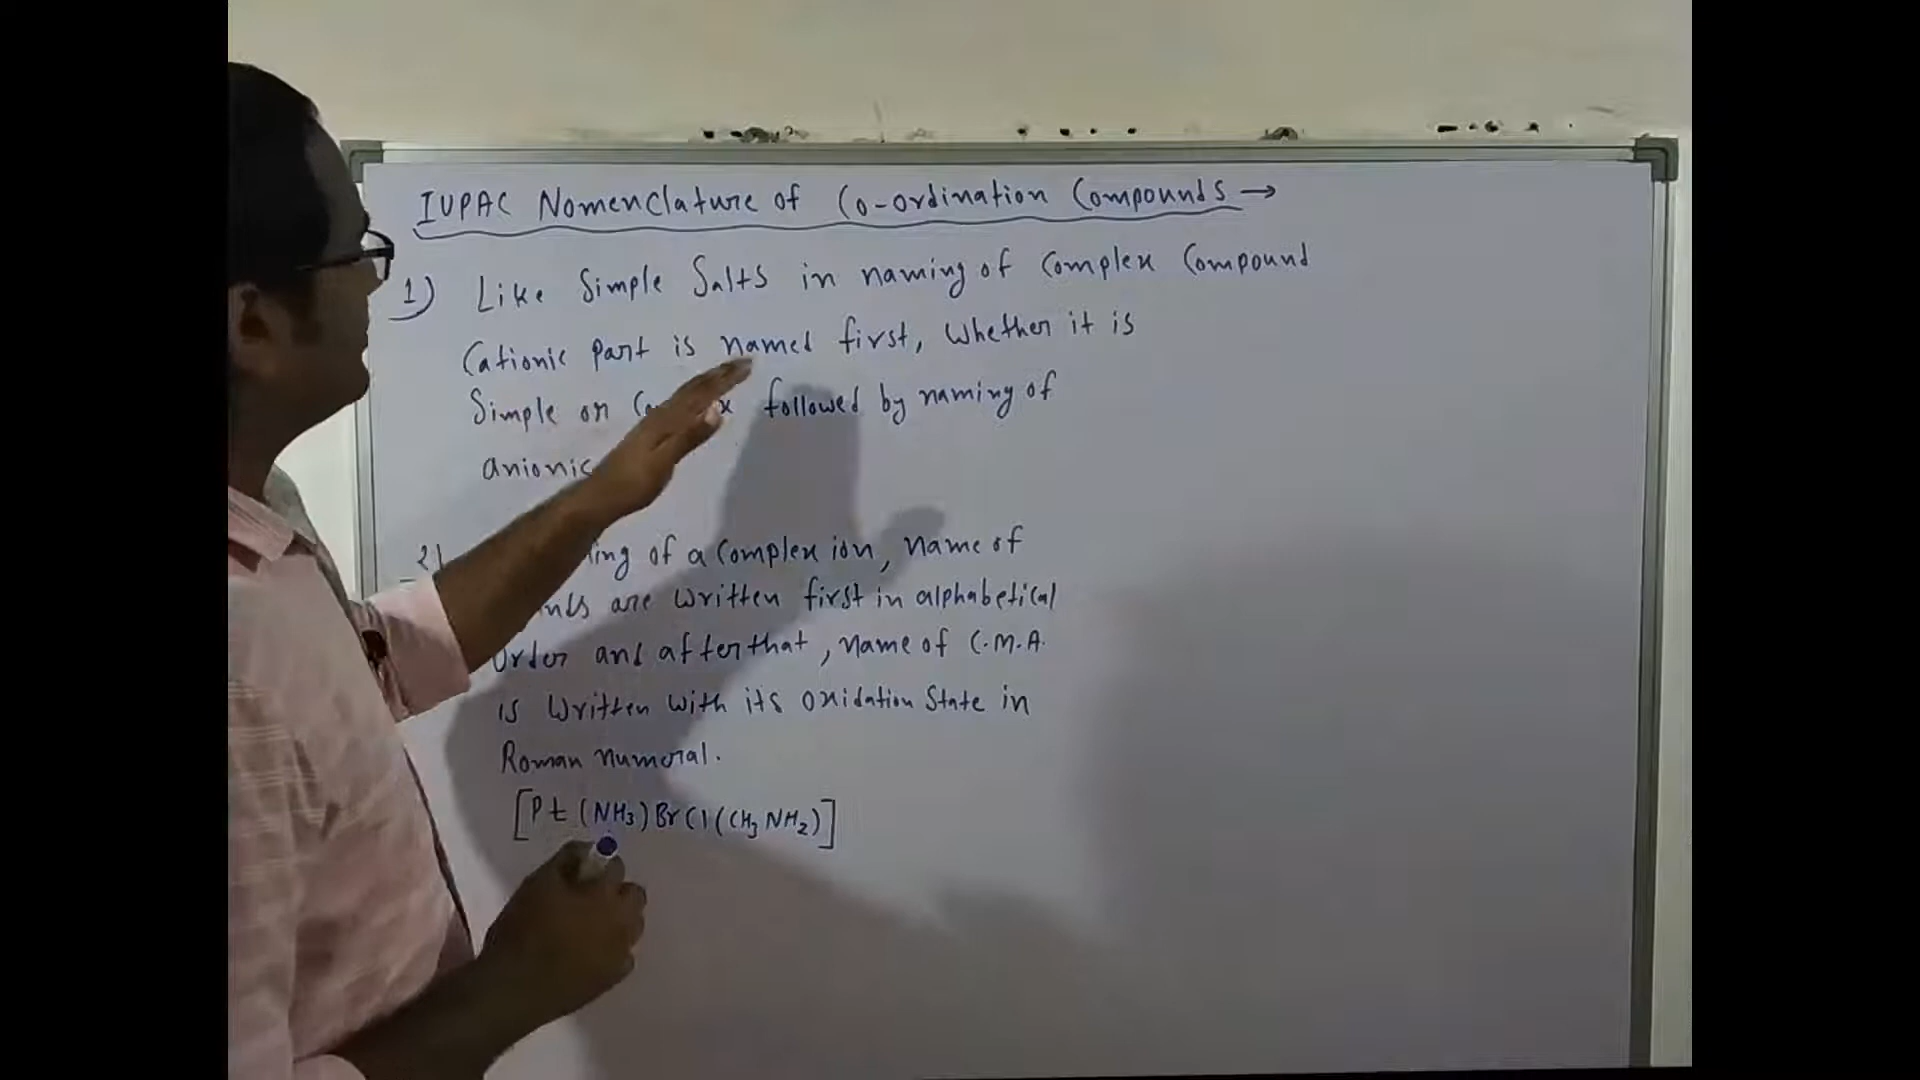 IUPAC Nomenclature of Co-ordination Compounds →
1) Like Simple Salts in naming of complex compound
Cationic part is named first, whether it is
Simple or followed by naming of
anionic
2) of a complex ion, name of
are written first in alphabetical
order and after that, name of C.M.A.
is written with its oxidation state in
Roman numeral.
[Pt(NH₃)BrCl(CH₃NH₂)]